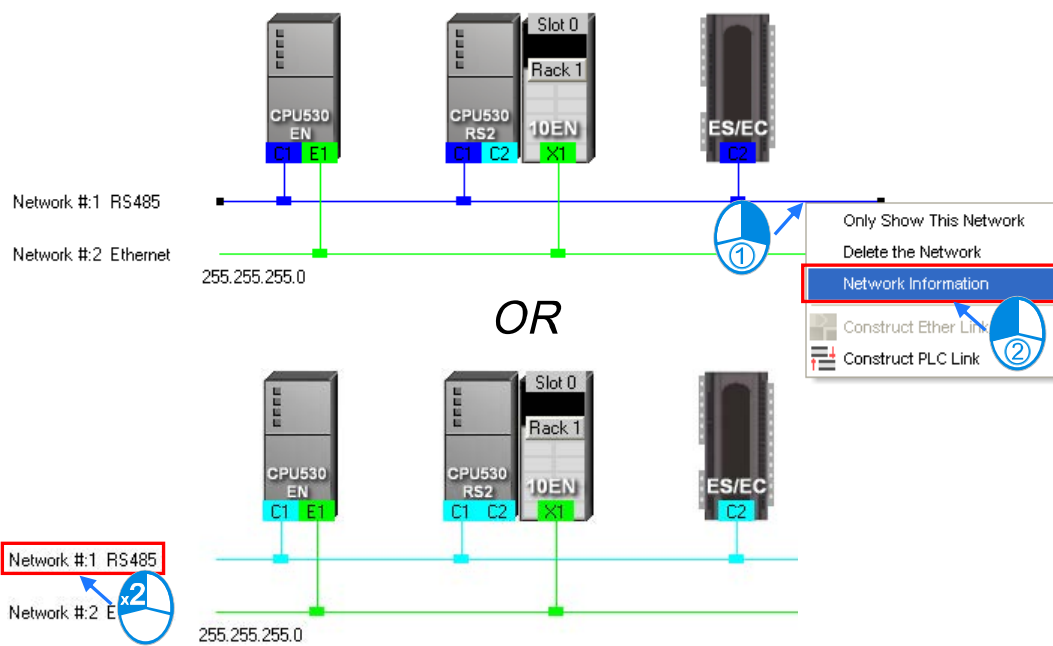 Slot 0
Rack 1
CPU530
EN
CPU530
RS2
10EN
ES/EC
C1 E1
C1 C2
X1
C2
Network #:1 RS485
Network #:2 Ethernet
255.255.255.0
①
Only Show This Network
Delete the Network
Network Information
Construct Ether Link
Construct PLC Link
②
OR
Slot 0
Rack 1
CPU530
EN
CPU530
RS2
10EN
ES/EC
C1 E1
C1 C2
X1
C2
Network #:1 RS485
x2
Network #:2 E
255.255.255.0